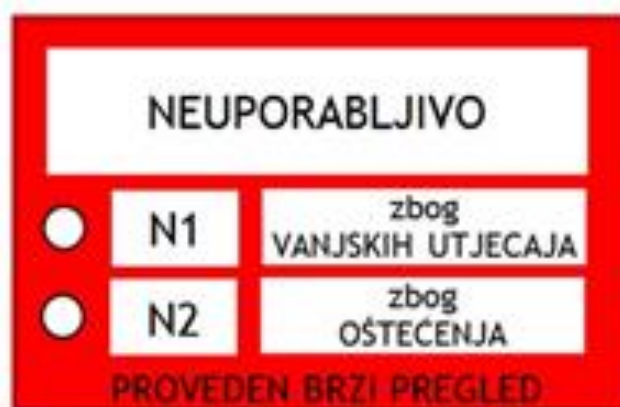 NEUPORABLJIVO
N1
zbog
VANJSKIH UTJECAJA
N2
zbog
OŠTEĆENJA
PROVEDEN BRZI PREGLED